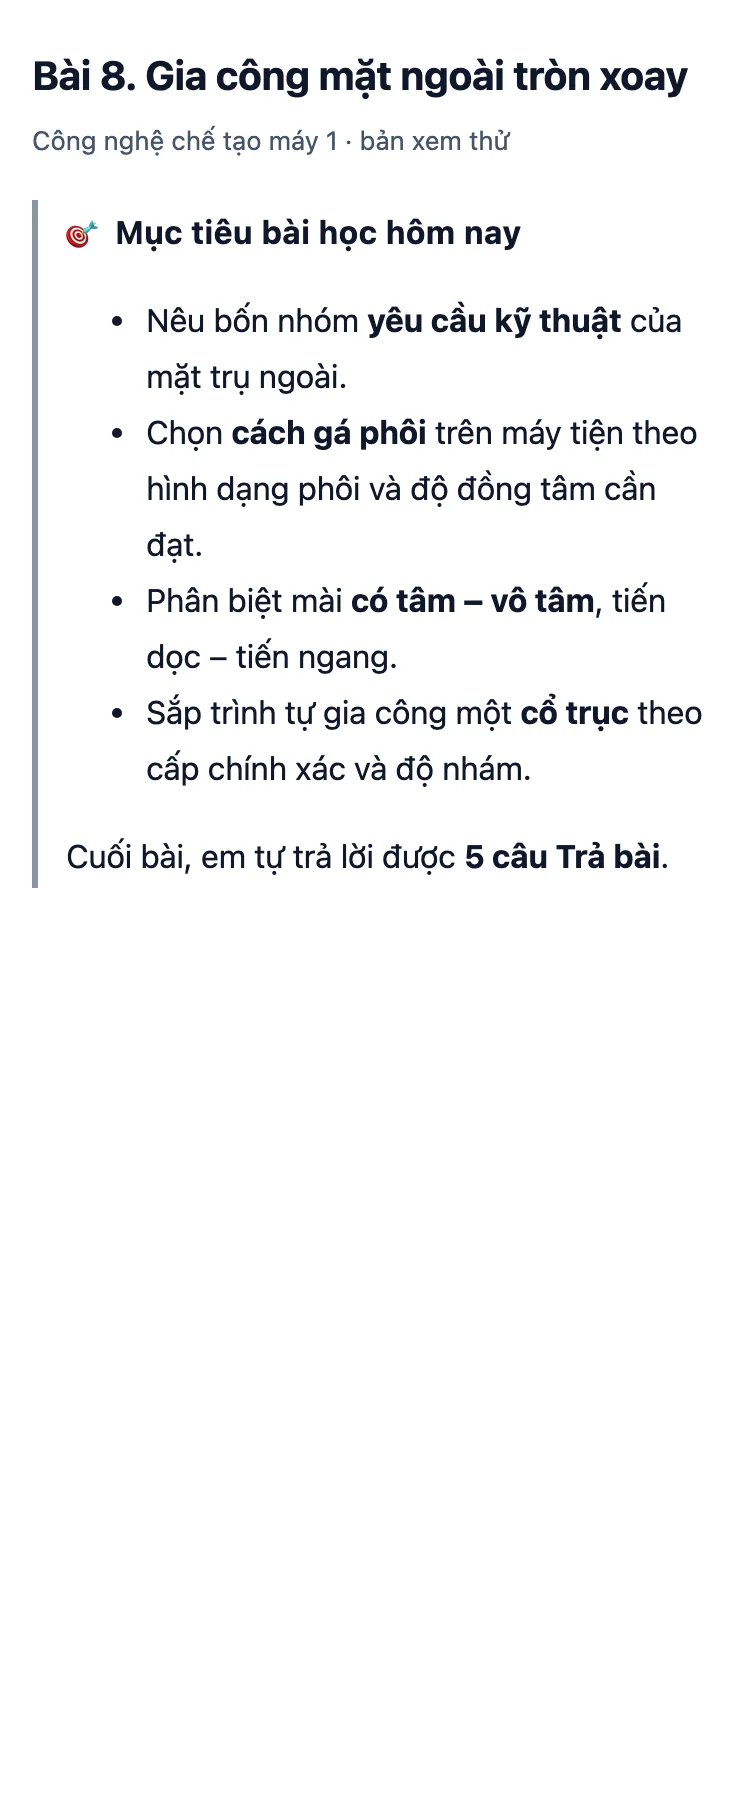 Bài 8. Gia công mặt ngoài tròn xoay
Công nghệ chế tạo máy 1 · bản xem thử
🎯 Mục tiêu bài học hôm nay
• Nêu bốn nhóm yêu cầu kỹ thuật của
mặt trụ ngoài.
• Chọn cách gá phôi trên máy tiện theo
hình dạng phôi và độ đồng tâm cần
đạt.
• Phân biệt mài có tâm – vô tâm, tiến
dọc – tiến ngang.
• Sắp trình tự gia công một cổ trục theo
cấp chính xác và độ nhám.
Cuối bài, em tự trả lời được 5 câu Trả bài.